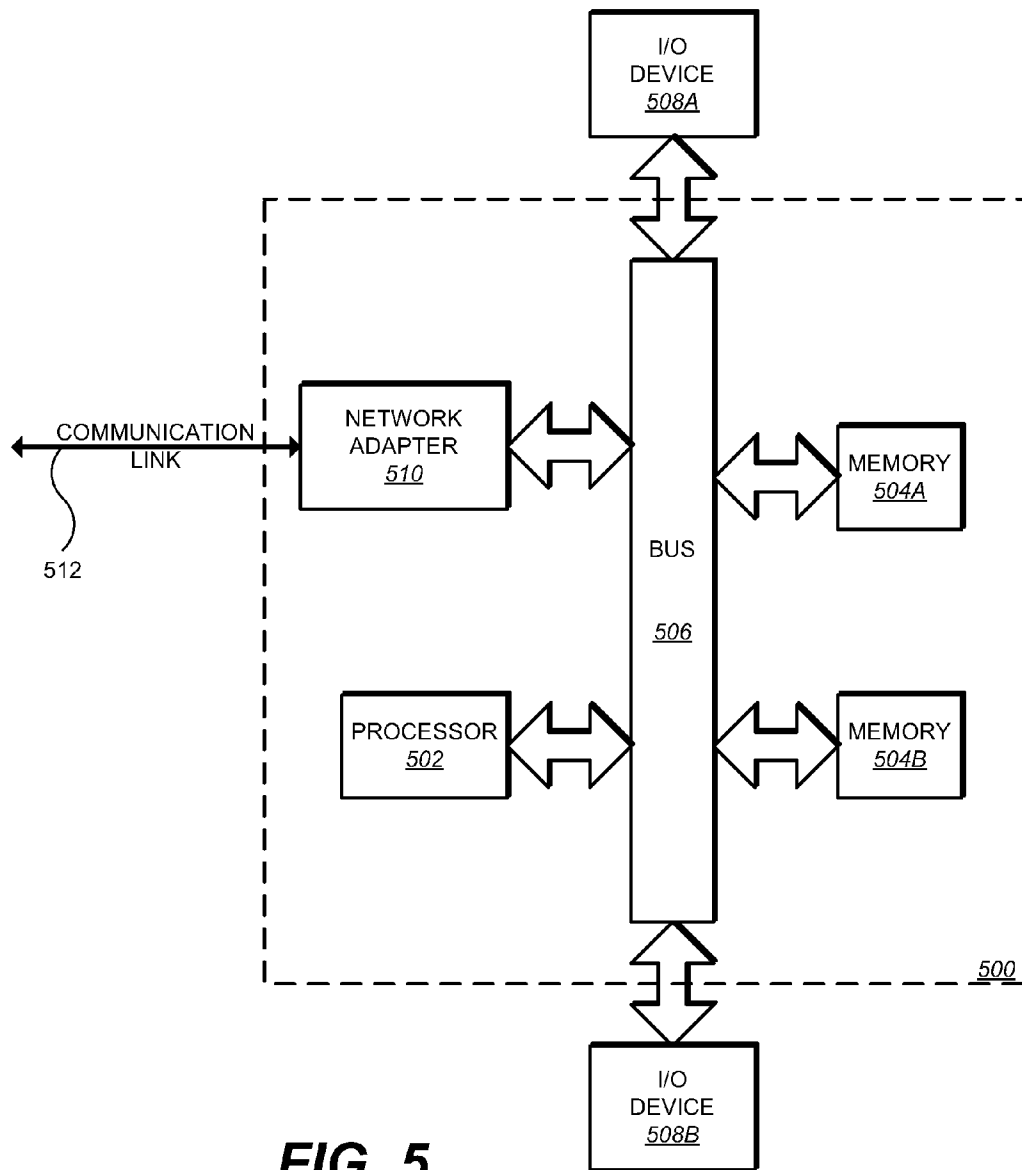 I/O
DEVICE
508A
NETWORK
ADAPTER
510
COMMUNICATION
LINK
512
MEMORY
504A
BUS
506
PROCESSOR
502
MEMORY
504B
500
I/O
DEVICE
508B
FIG. 5